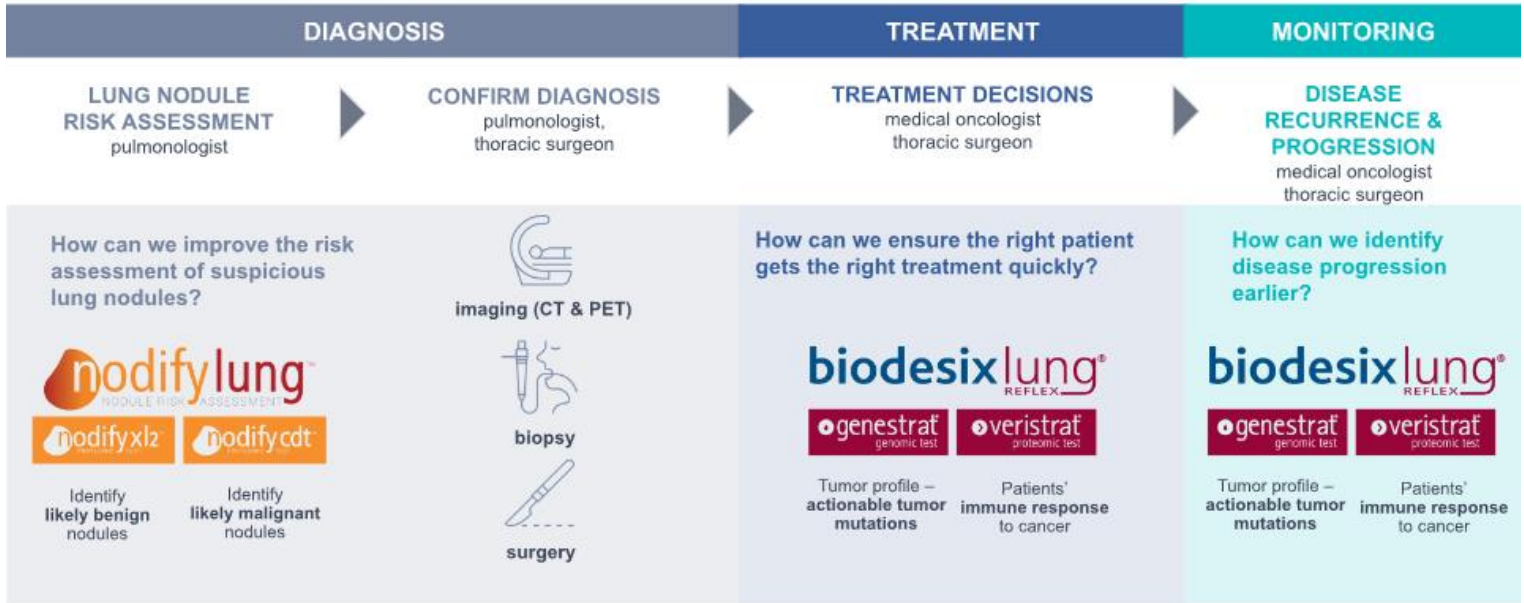 DIAGNOSIS
TREATMENT
MONITORING
LUNG NODULE
RISK ASSESSMENT
pulmonologist
CONFIRM DIAGNOSIS
pulmonologist,
thoracic surgeon
TREATMENT DECISIONS
medical oncologist
thoracic surgeon
DISEASE
RECURRENCE &
PROGRESSION
medical oncologist
thoracic surgeon
How can we improve the risk
assessment of suspicious
lung nodules?
nodifylung™
NODULE RISK ASSESSMENT
nodifyxl2
nodifycdt
Identify
likely benign
nodules
Identify
likely malignant
nodules
imaging (CT & PET)
biopsy
surgery
How can we ensure the right patient
gets the right treatment quickly?
biodesixlung®
REFLEX
genestrat
genomic test
veristrat
proteomic test
Tumor profile –
actionable tumor
mutations
Patients'
immune response
to cancer
How can we identify
disease progression
earlier?
biodesixlung®
REFLEX
genestrat
genomic test
veristrat
proteomic test
Tumor profile –
actionable tumor
mutations
Patients'
immune response
to cancer